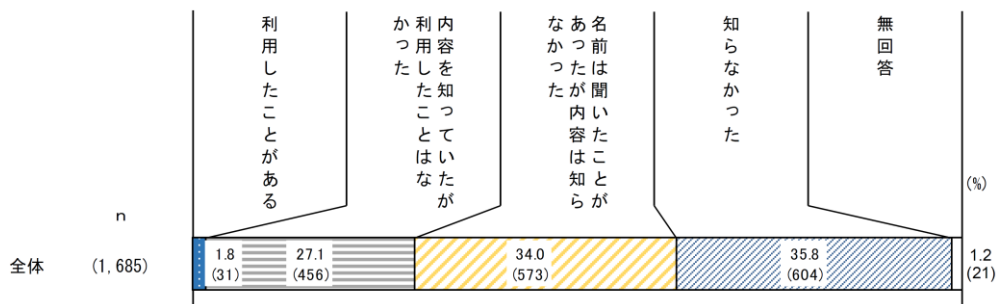 利用したことがある
内容を知っていたが
利用したことはな
かった
名前は聞いたことが
あったが内容は知ら
なかった
知らなかった
無回答
(%)
n
全体
(1,685)
1.8
(31)
27.1
(456)
34.0
(573)
35.8
(604)
1.2
(21)